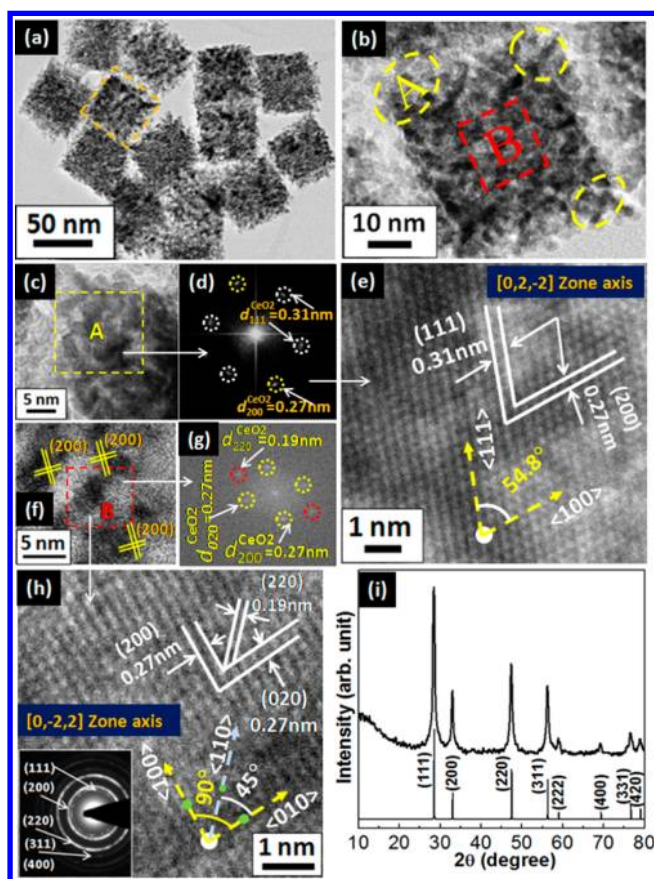 (a)
50 nm
(b)
A
B
10 nm
(c)
A
5 nm
(d)
d111CeO2=0.31nm
d200CeO2=0.27nm
(e)
[0,2,-2] Zone axis
(111)
0.31nm
(200)
0.27nm
<111>
54.8°
<100>
1 nm
(f)
(200)
(200)
B
(200)
5 nm
(g)
d220CeO2=0.19nm
d020CeO2=0.27nm
d200CeO2=0.27nm
(h)
(220)
0.19nm
(200)
0.27nm
(020)
0.27nm
[0,-2,2] Zone axis
<100>
90°
<110>
45°
<010>
(111)
(200)
(220)
(311)
(400)
1 nm
(i)
Intensity (arb. unit)
(111)
(200)
(220)
(311)
(222)
(400)
(331)
(420)
10 20 30 40 50 60 70 80
2θ (degree)